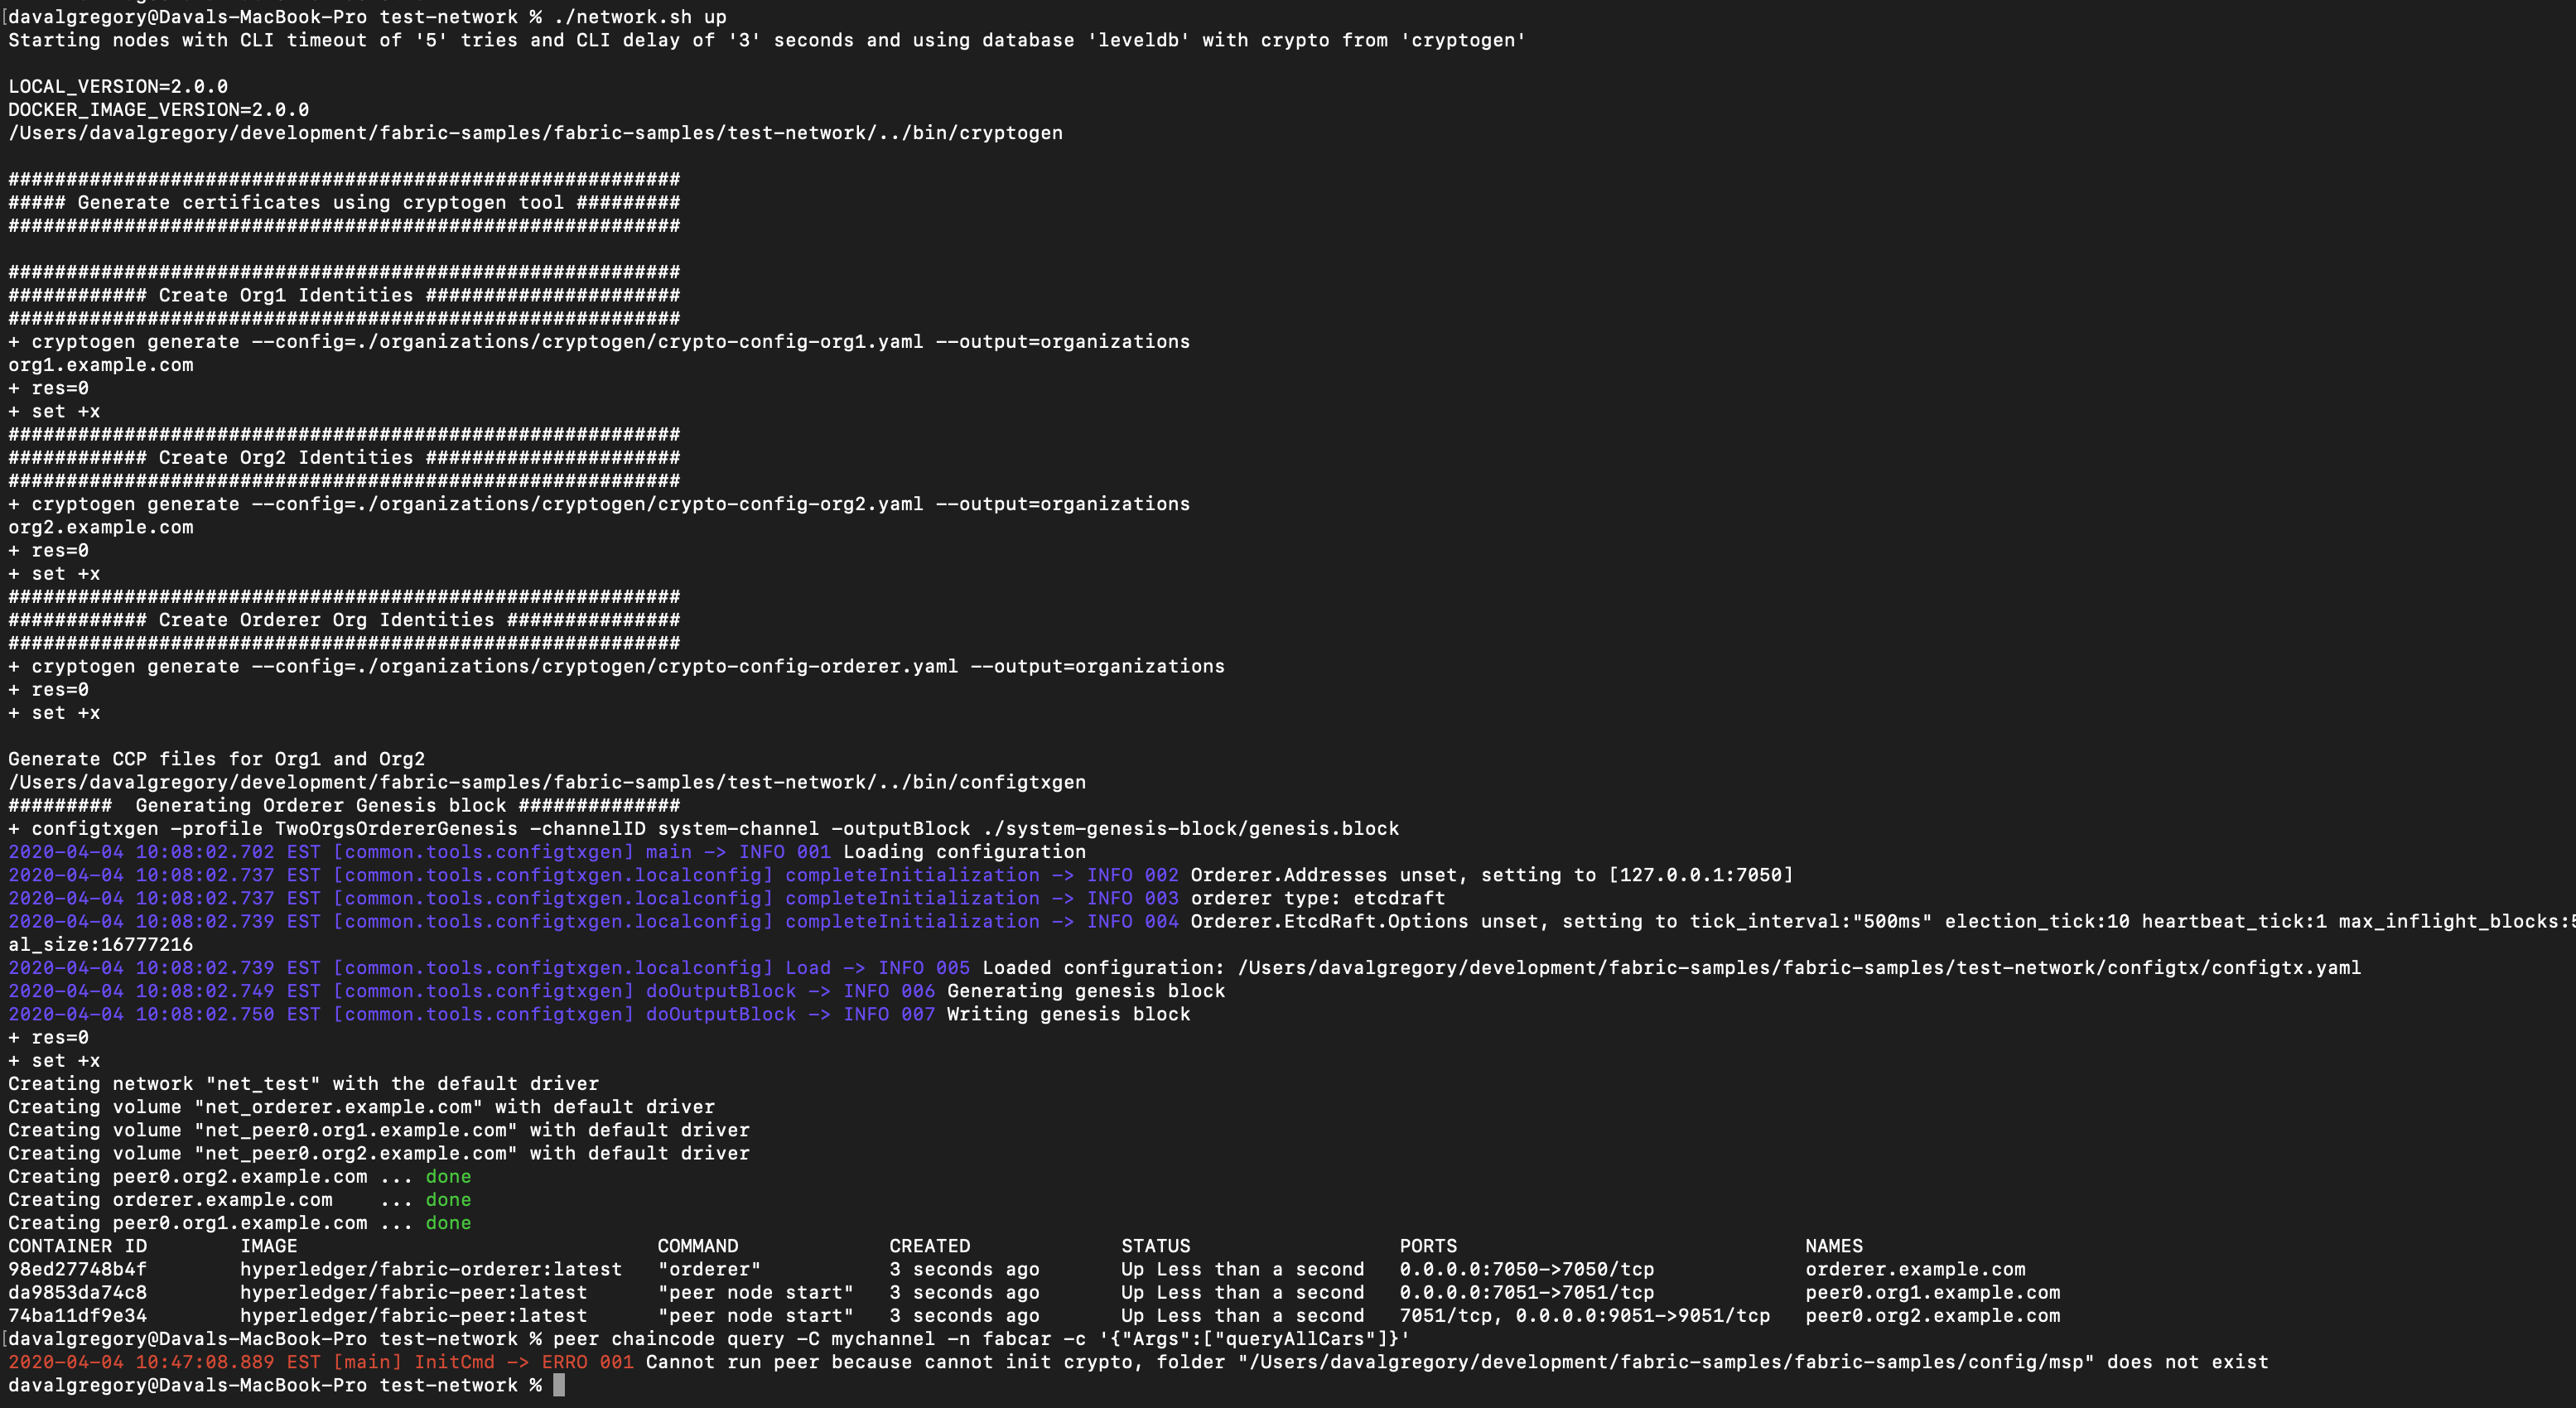 [davalgregory@Davals-MacBook-Pro test-network % ./network.sh up
Starting nodes with CLI timeout of '5' tries and CLI delay of '3' seconds and using database 'leveldb' with crypto from 'cryptogen'
LOCAL_VERSION=2.0.0
DOCKER_IMAGE_VERSION=2.0.0
/Users/davalgregory/development/fabric-samples/fabric-samples/test-network/../bin/cryptogen
##########################################################
##### Generate certificates using cryptogen tool #########
##########################################################
##########################################################
############ Create Org1 Identities ######################
##########################################################
+ cryptogen generate --config=./organizations/cryptogen/crypto-config-org1.yaml --output=organizations
org1.example.com
+ res=0
+ set +x
##########################################################
############ Create Org2 Identities ######################
##########################################################
+ cryptogen generate --config=./organizations/cryptogen/crypto-config-org2.yaml --output=organizations
org2.example.com
+ res=0
+ set +x
##########################################################
############ Create Orderer Org Identities ###############
##########################################################
+ cryptogen generate --config=./organizations/cryptogen/crypto-config-orderer.yaml --output=organizations
+ res=0
+ set +x
Generate CCP files for Org1 and Org2
/Users/davalgregory/development/fabric-samples/fabric-samples/test-network/../bin/configtxgen
#########  Generating Orderer Genesis block ##############
+ configtxgen -profile TwoOrgsOrdererGenesis -channelID system-channel -outputBlock ./system-genesis-block/genesis.block
2020-04-04 10:08:02.702 EST [common.tools.configtxgen] main -> INFO 001 Loading configuration
2020-04-04 10:08:02.737 EST [common.tools.configtxgen.localconfig] completeInitialization -> INFO 002 Orderer.Addresses unset, setting to [127.0.0.1:7050]
2020-04-04 10:08:02.737 EST [common.tools.configtxgen.localconfig] completeInitialization -> INFO 003 orderer type: etcdraft
2020-04-04 10:08:02.739 EST [common.tools.configtxgen.localconfig] completeInitialization -> INFO 004 Orderer.EtcdRaft.Options unset, setting to tick_interval:"500ms" election_tick:10 heartbeat_tick:1 max_inflight_blocks:5
al_size:16777216
2020-04-04 10:08:02.739 EST [common.tools.configtxgen.localconfig] Load -> INFO 005 Loaded configuration: /Users/davalgregory/development/fabric-samples/fabric-samples/test-network/configtx/configtx.yaml
2020-04-04 10:08:02.749 EST [common.tools.configtxgen] doOutputBlock -> INFO 006 Generating genesis block
2020-04-04 10:08:02.750 EST [common.tools.configtxgen] doOutputBlock -> INFO 007 Writing genesis block
+ res=0
+ set +x
Creating network "net_test" with the default driver
Creating volume "net_orderer.example.com" with default driver
Creating volume "net_peer0.org1.example.com" with default driver
Creating volume "net_peer0.org2.example.com" with default driver
Creating peer0.org2.example.com ... done
Creating orderer.example.com    ... done
Creating peer0.org1.example.com ... done
CONTAINER ID        IMAGE                               COMMAND             CREATED             STATUS                  PORTS                              NAMES
98ed27748b4f        hyperledger/fabric-orderer:latest   "orderer"           3 seconds ago       Up Less than a second   0.0.0.0:7050->7050/tcp             orderer.example.com
da9853da74c8        hyperledger/fabric-peer:latest      "peer node start"   3 seconds ago       Up Less than a second   0.0.0.0:7051->7051/tcp             peer0.org1.example.com
74ba11df9e34        hyperledger/fabric-peer:latest      "peer node start"   3 seconds ago       Up Less than a second   7051/tcp, 0.0.0.0:9051->9051/tcp   peer0.org2.example.com
[davalgregory@Davals-MacBook-Pro test-network % peer chaincode query -C mychannel -n fabcar -c '{"Args":["queryAllCars"]}'
2020-04-04 10:47:08.889 EST [main] InitCmd -> ERRO 001 Cannot run peer because cannot init crypto, folder "/Users/davalgregory/development/fabric-samples/fabric-samples/config/msp" does not exist
davalgregory@Davals-MacBook-Pro test-network %